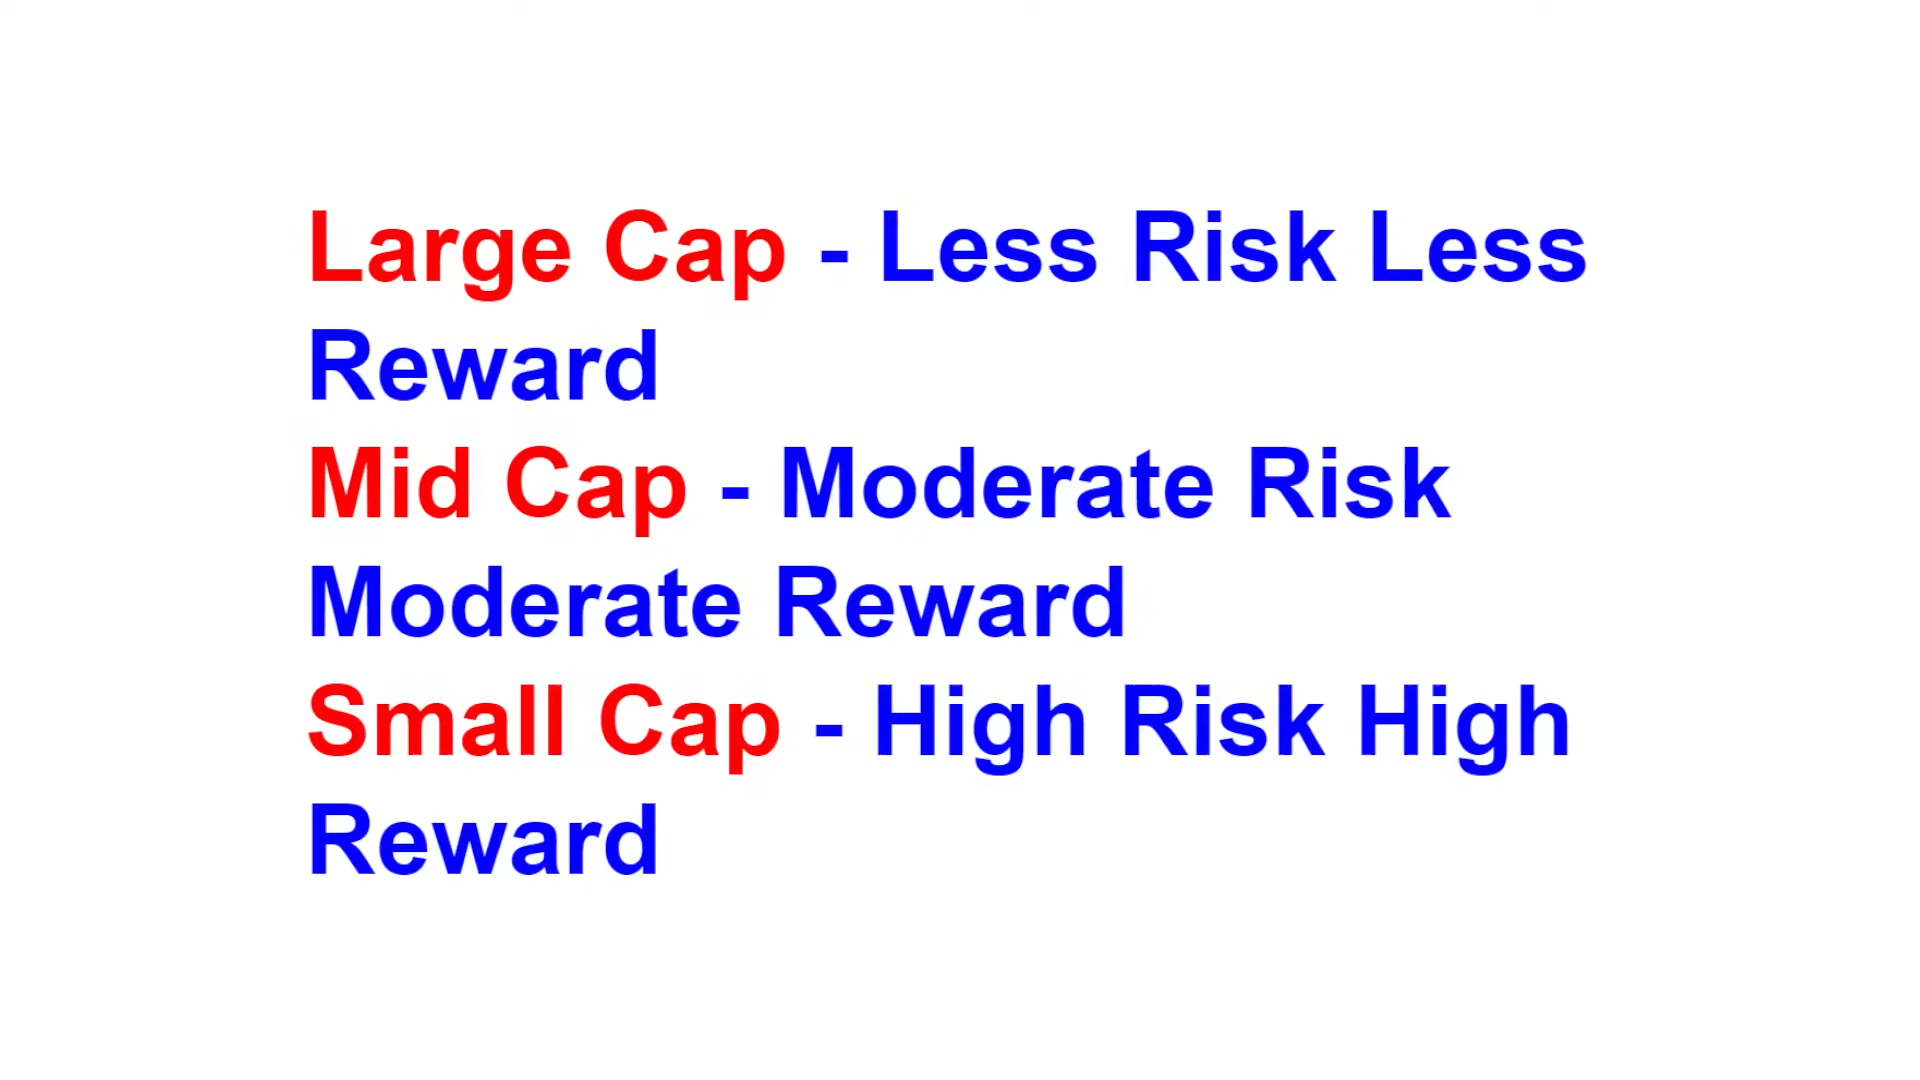 Large Cap - Less Risk Less
Reward
Mid Cap - Moderate Risk
Moderate Reward
Small Cap - High Risk High
Reward